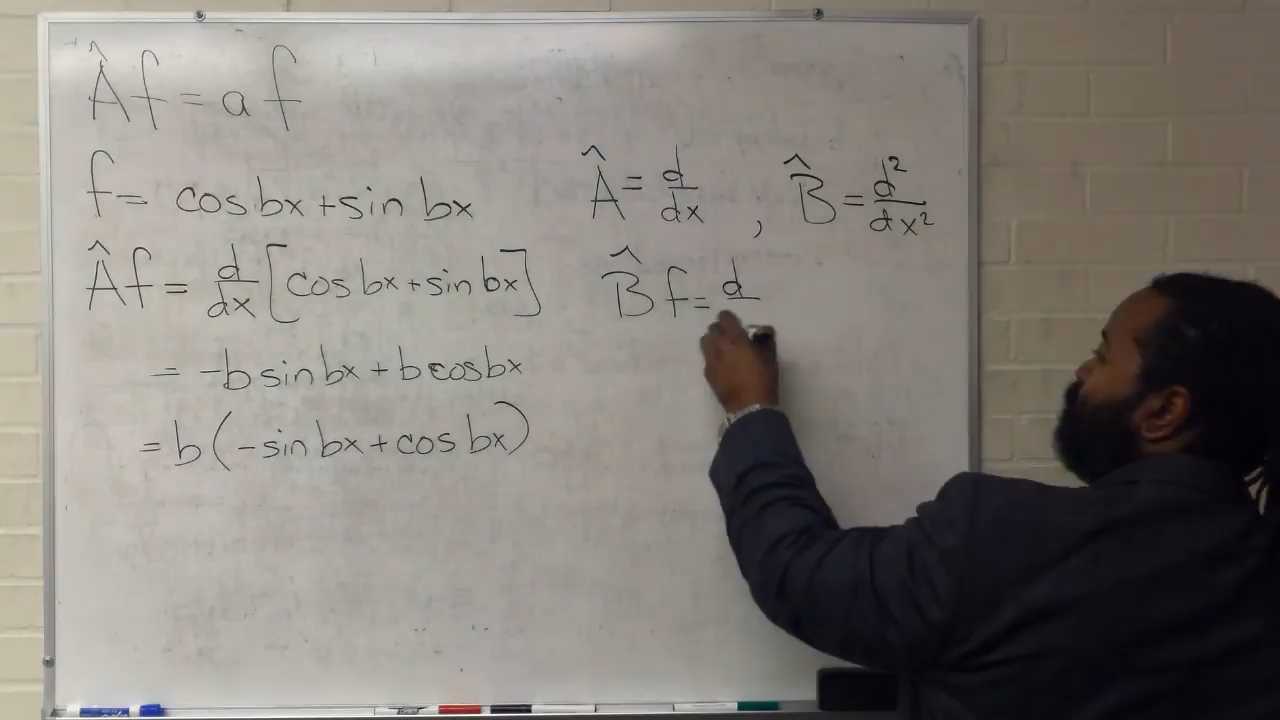 Âf = a f
f = cos bx + sin bx
Â = d/dx , B̂ = d²/dx²
Âf = d/dx [cos bx + sin bx]
B̂ f = d
= -b sin bx + b cos bx
= b(-sin bx + cos bx)